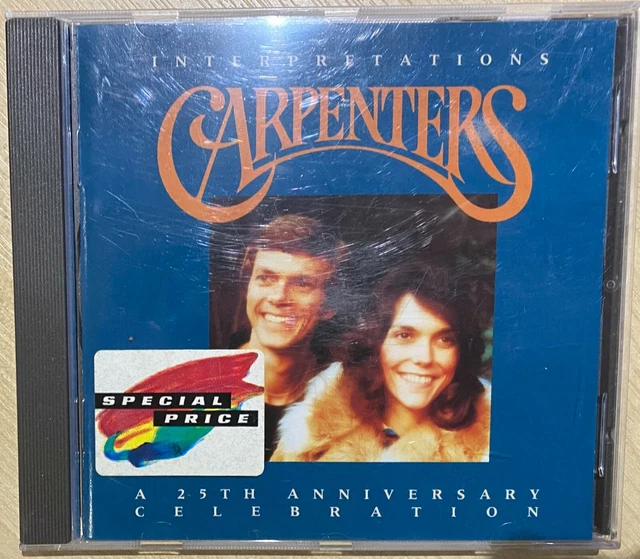 INTERPRETATIONS
CARPENTERS
SPECIAL
PRICE
A 25TH ANNIVERSARY
CELEBRATION